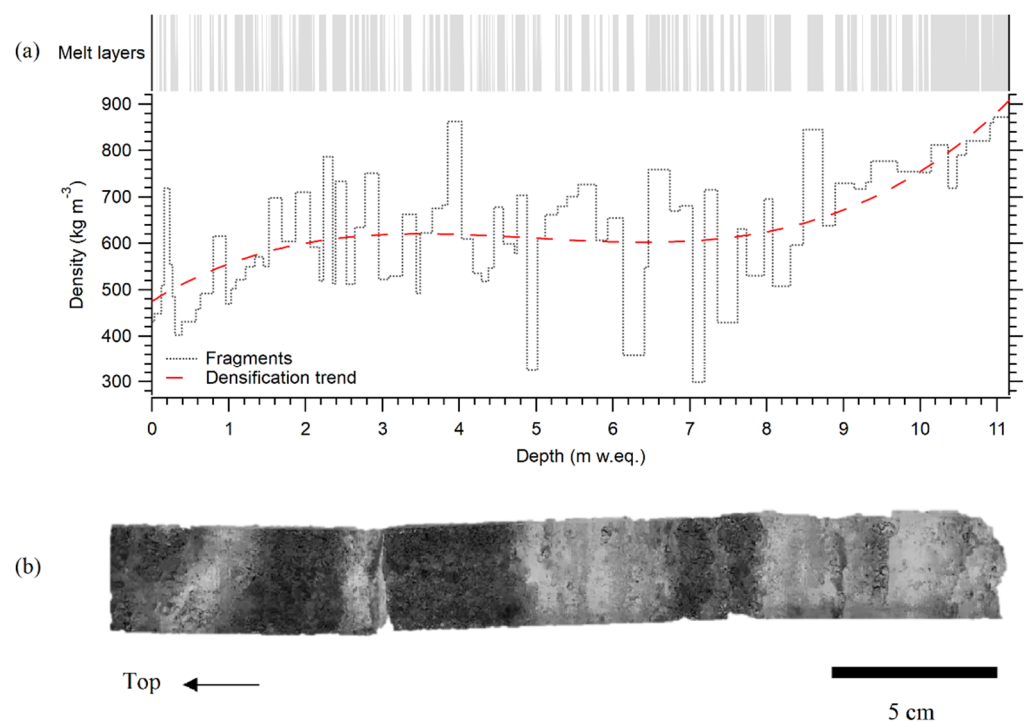 (a)
Melt layers
900
800
700
600
500
400
300
Density (kg m-3)
Fragments
Densification trend
0 1 2 3 4 5 6 7 8 9 10 11
Depth (m w.eq.)
(b)
Top
5 cm